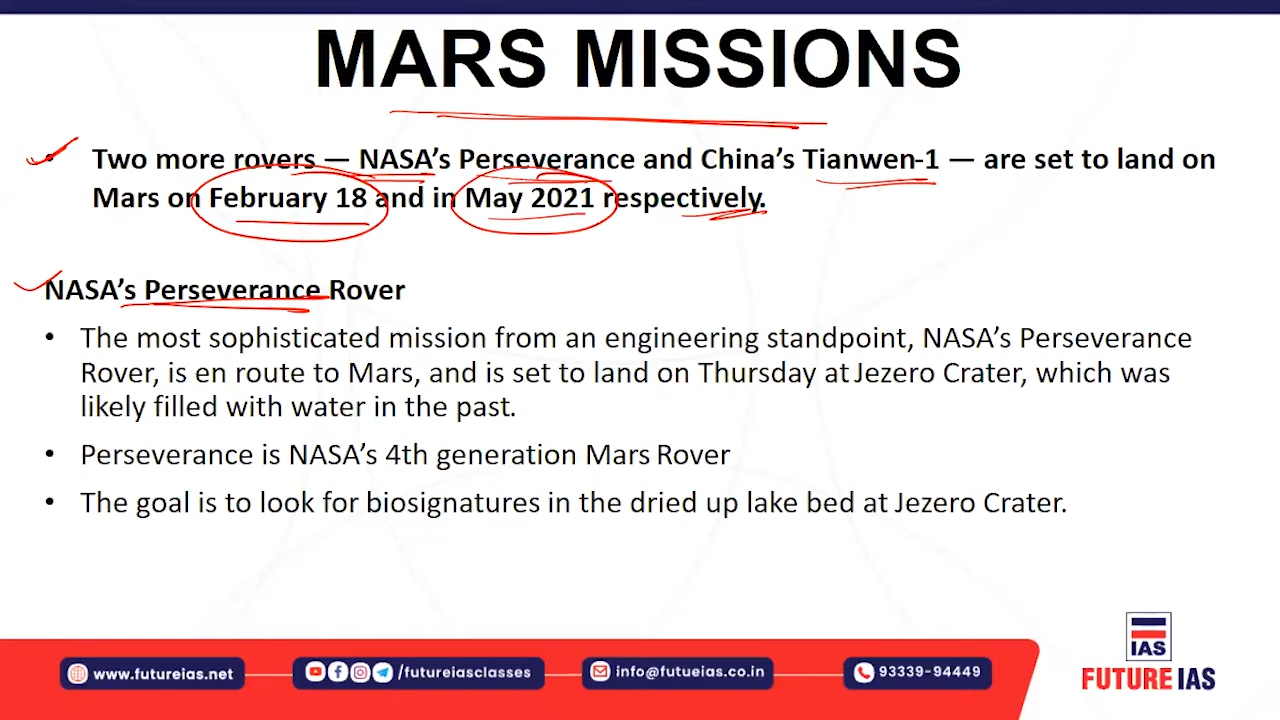 MARS MISSIONS
• Two more rovers — NASA’s Perseverance and China’s Tianwen-1 — are set to land on
Mars on February 18 and in May 2021 respectively.
NASA’s Perseverance Rover
• The most sophisticated mission from an engineering standpoint, NASA’s Perseverance
Rover, is en route to Mars, and is set to land on Thursday at Jezero Crater, which was
likely filled with water in the past.
• Perseverance is NASA’s 4th generation Mars Rover
• The goal is to look for biosignatures in the dried up lake bed at Jezero Crater.
IAS
www.futureias.net /futureiasclasses info@futueias.co.in 93339-94449 FUTURE IAS